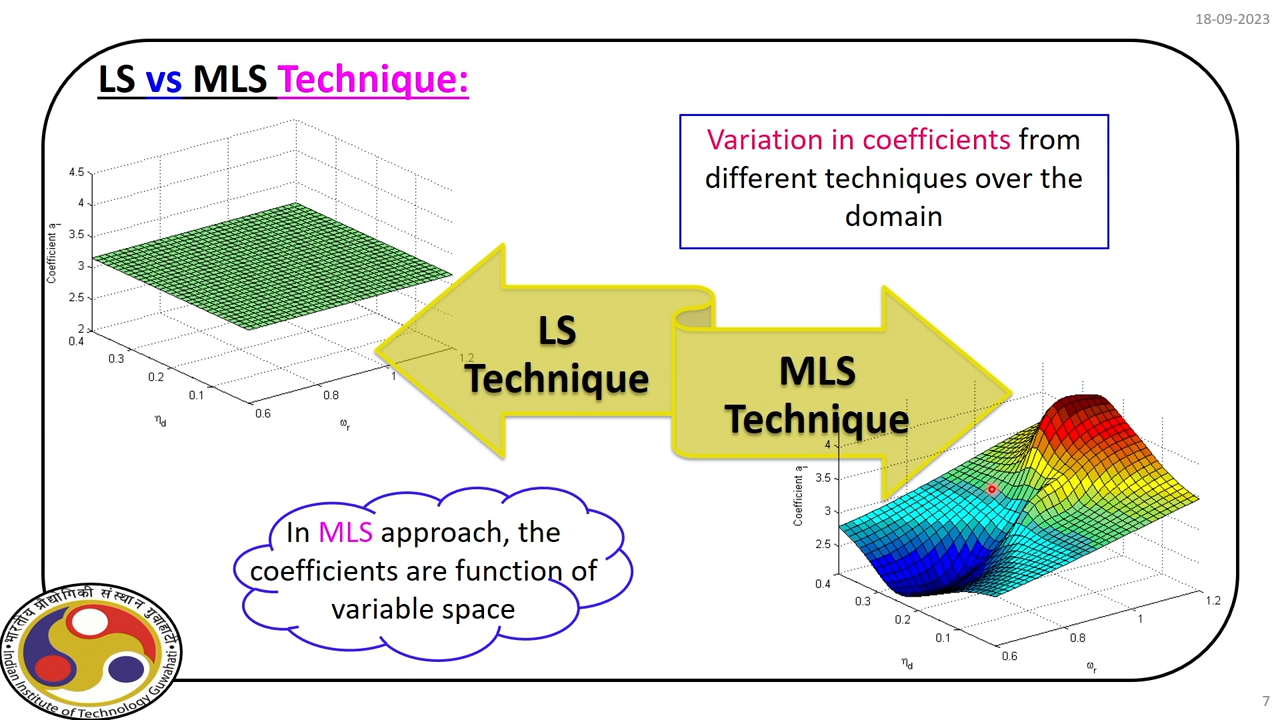 18-09-2023
LS vs MLS Technique:
Variation in coefficients from
different techniques over the
domain
4.5
4
3.5
3
2.5
2
Coefficient a
i
0.4
0.3
0.2
0.1
η
d
0.6
0.8
1
1.2
ω
r
LS
Technique
MLS
Technique
4
3.5
3
2.5
Coefficient a
i
0.4
0.3
0.2
0.1
η
d
0.6
0.8
1
1.2
ω
r
In MLS approach, the
coefficients are function of
variable space
भारतीय प्रौद्योगिकी संस्थान गुवाहाटी
Indian Institute of Technology Guwahati
7